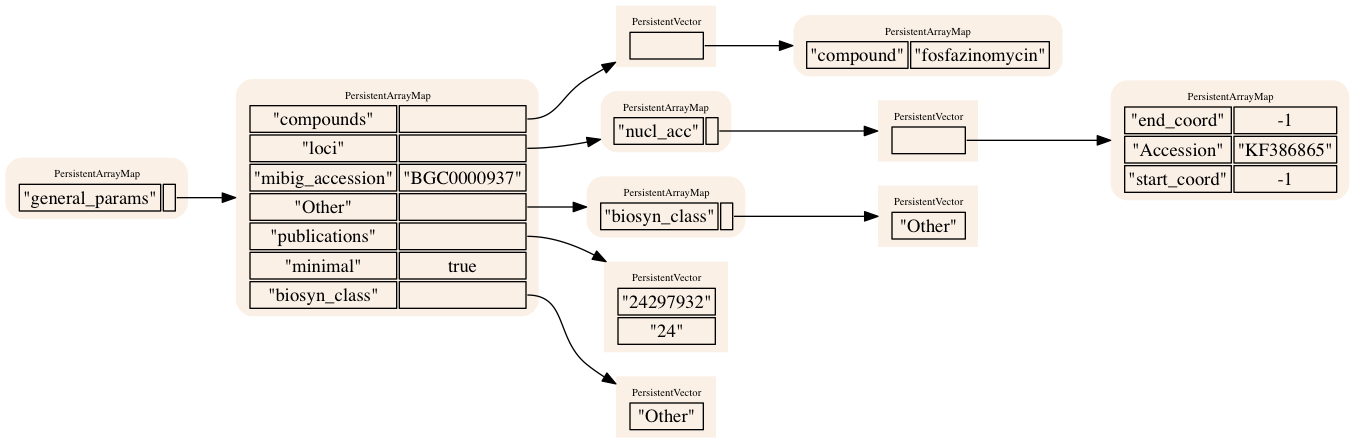 PersistentArrayMap
"general_params"
PersistentArrayMap
"compounds"
"loci"
"mibig_accession" "BGC0000937"
"Other"
"publications"
"minimal" true
"biosyn_class"
PersistentVector
PersistentArrayMap
"compound" "fosfazinomycin"
PersistentArrayMap
"nucl_acc"
PersistentVector
PersistentArrayMap
"end_coord" -1
"Accession" "KF386865"
"start_coord" -1
PersistentArrayMap
"biosyn_class"
PersistentVector
"Other"
PersistentVector
"24297932"
"24"
PersistentVector
"Other"